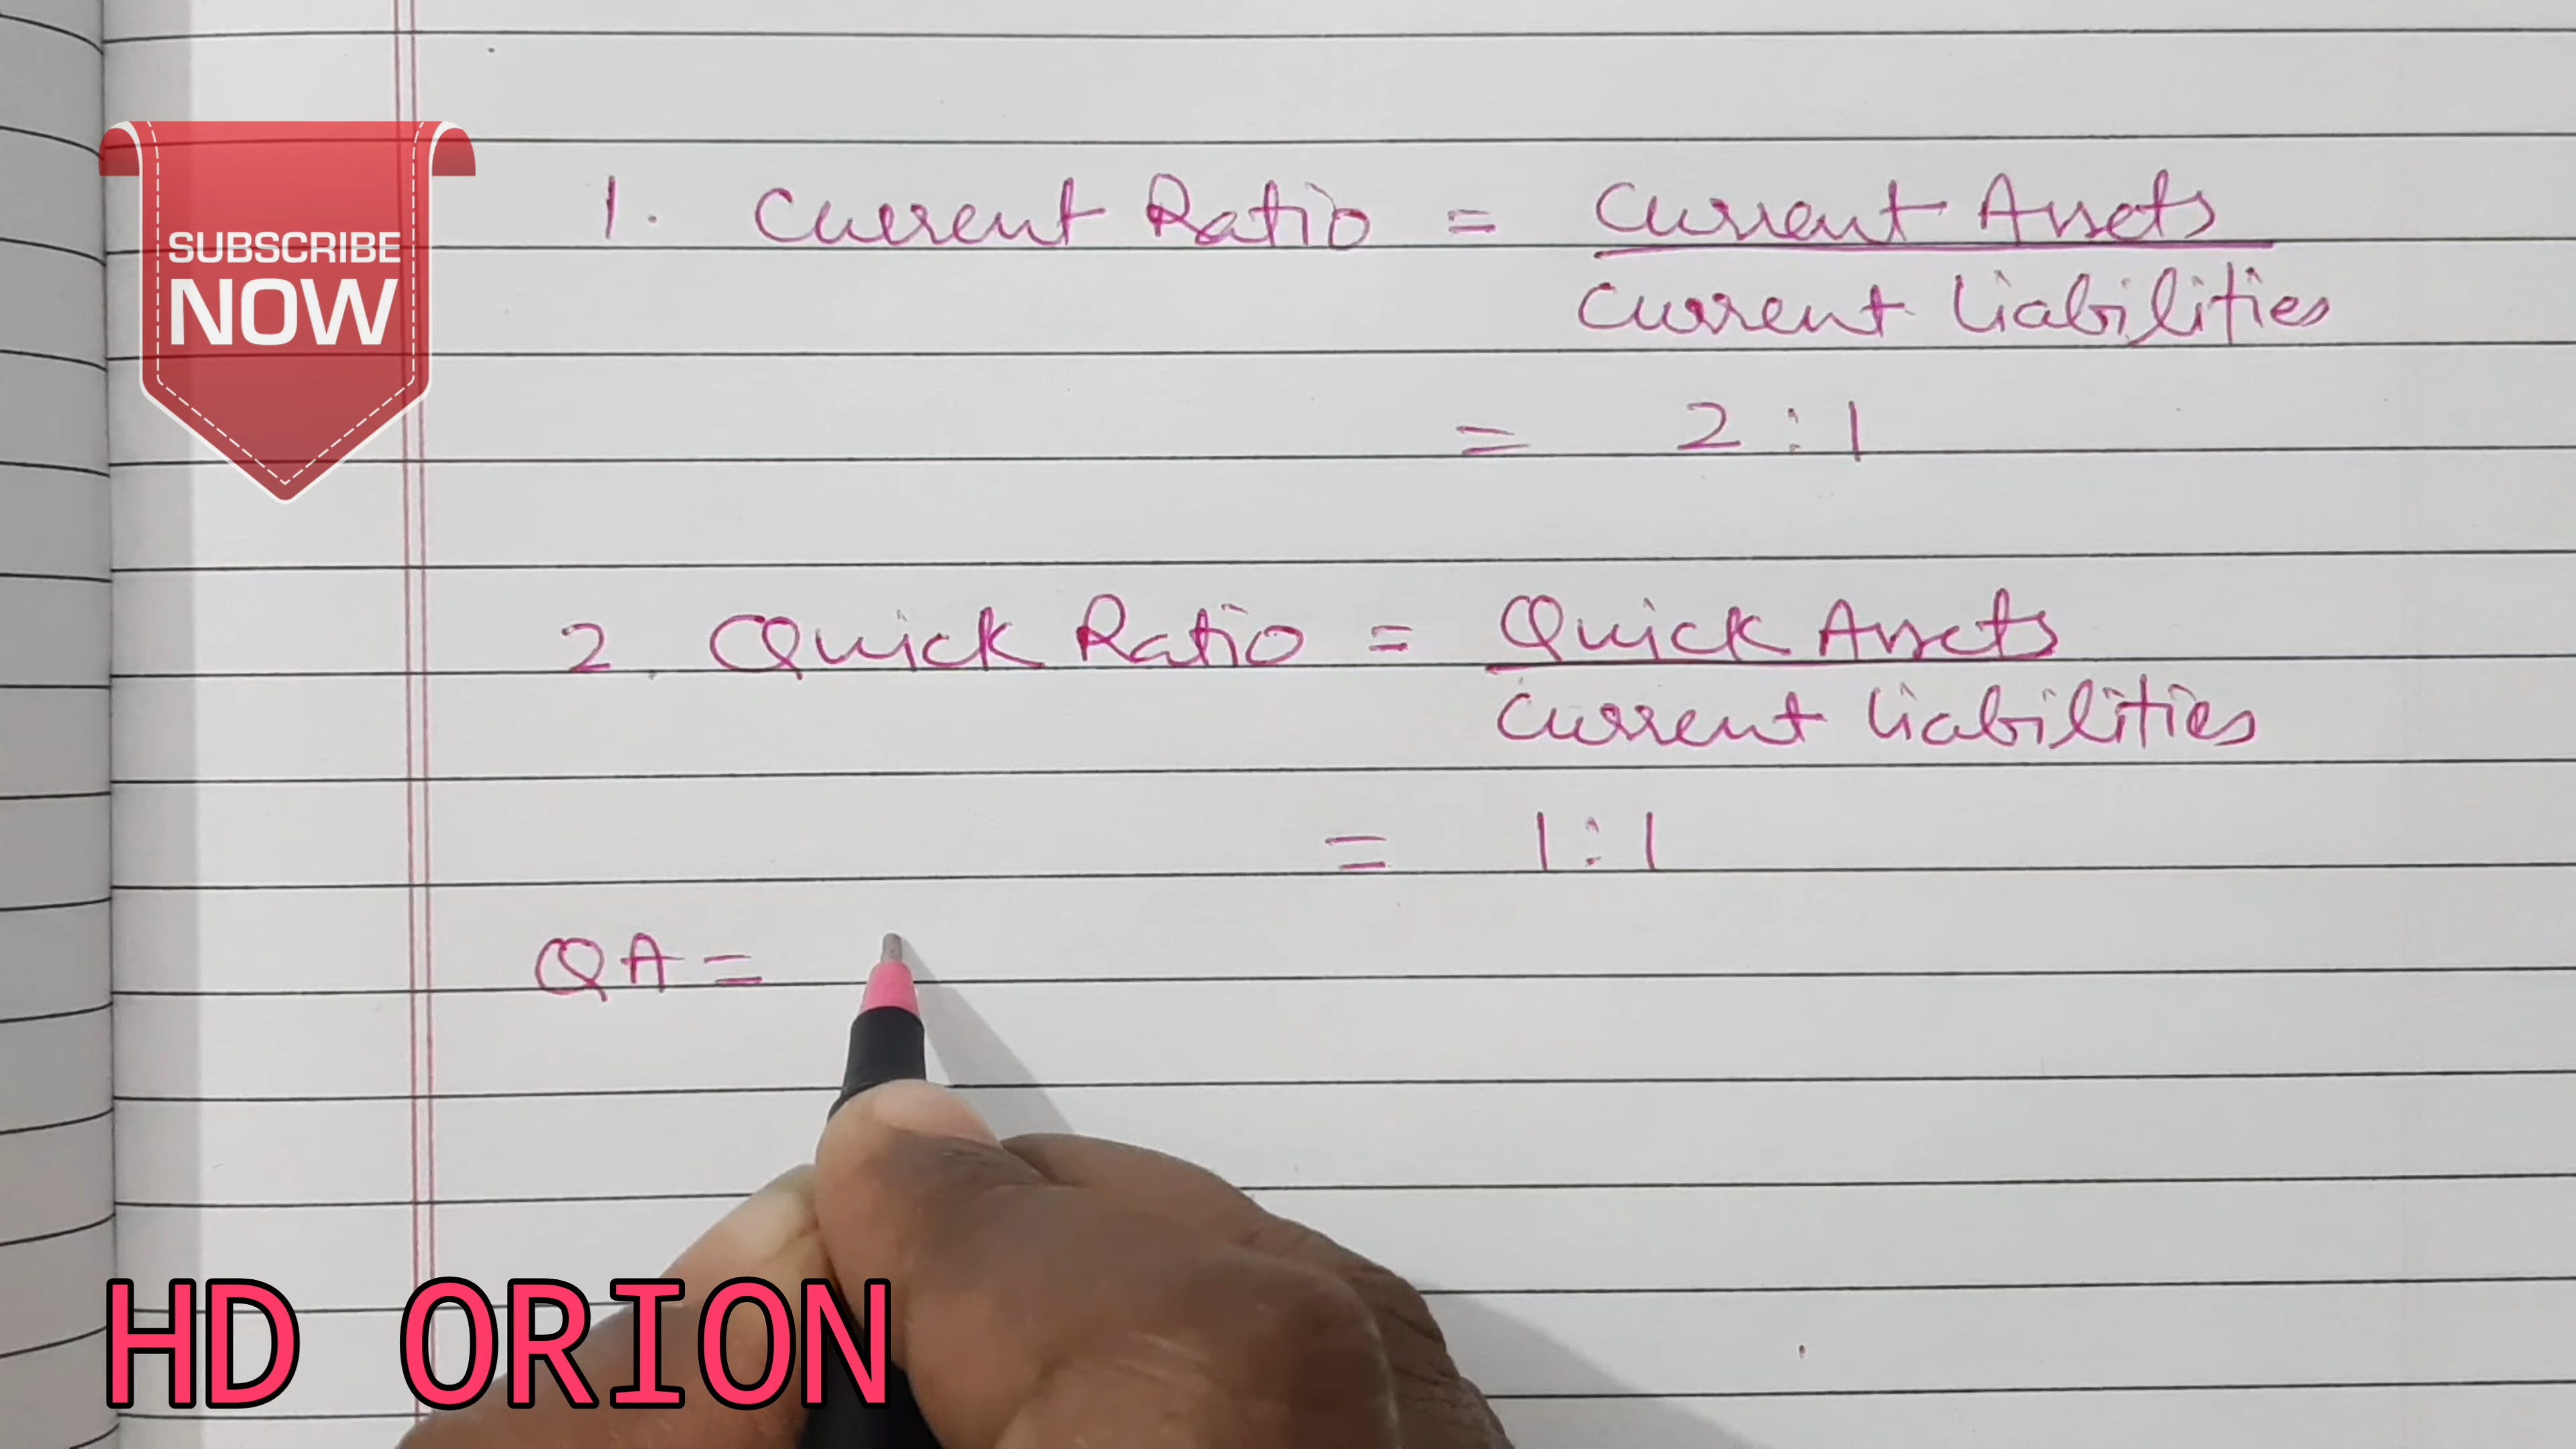 SUBSCRIBE
NOW
1. Current Ratio = Current Assets
Current Liabilities
= 2 : 1
2. Quick Ratio = Quick Assets
Current Liabilities
= 1 : 1
QA =
HD ORION